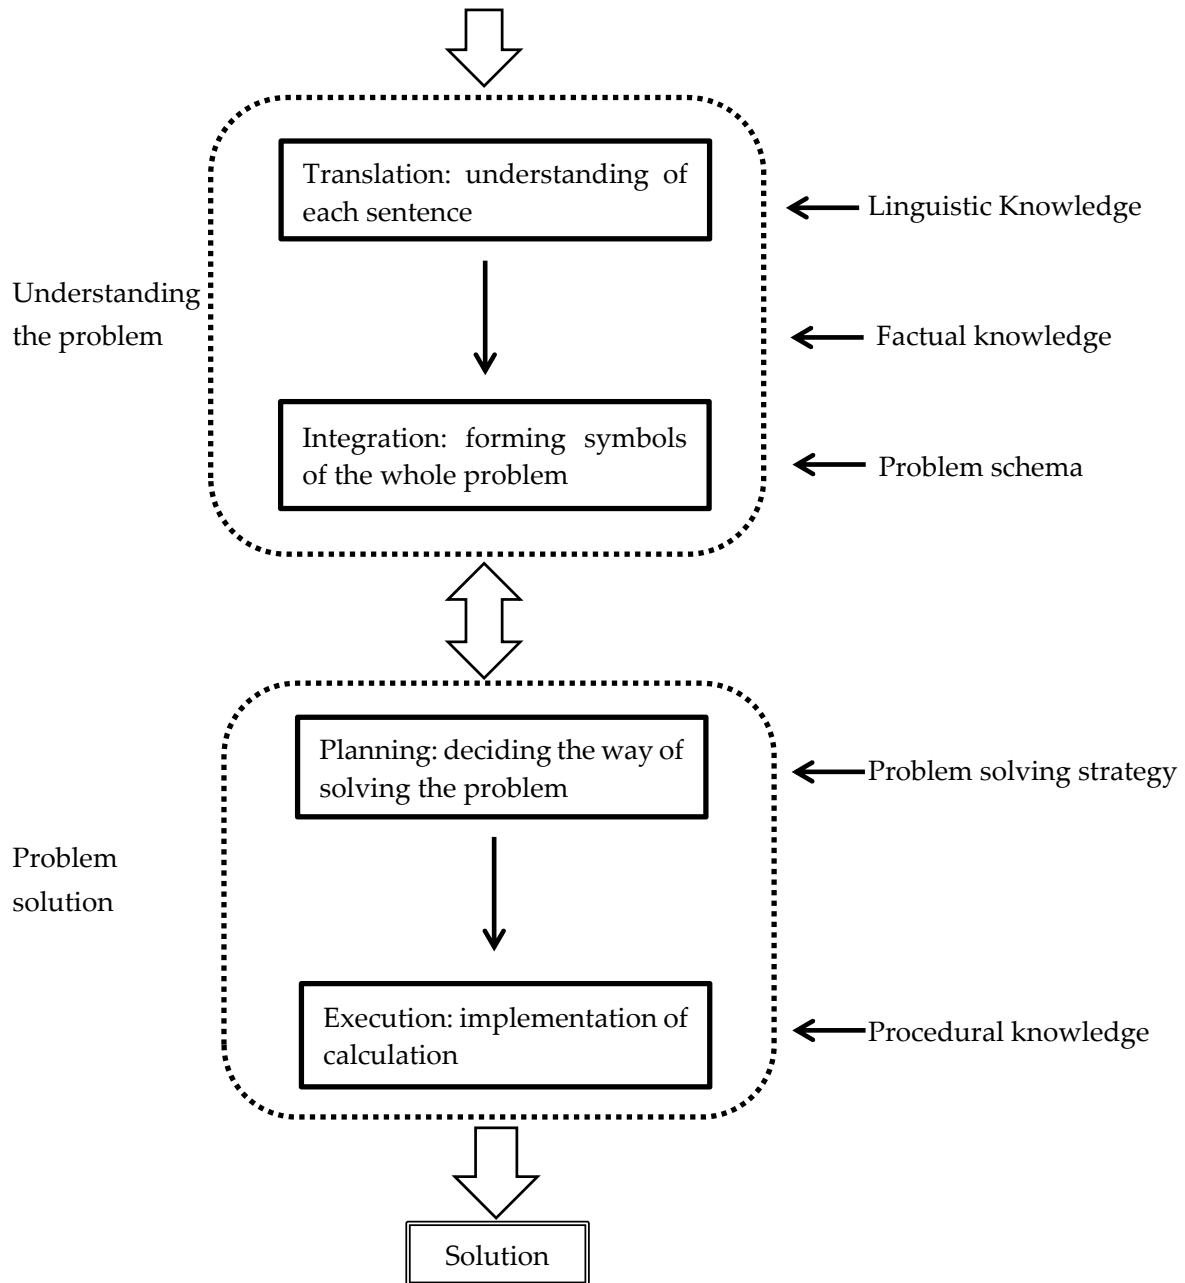 Translation: understanding of
each sentence
Linguistic Knowledge
Understanding
the problem
Factual knowledge
Integration: forming symbols
of the whole problem
Problem schema
Planning: deciding the way of
solving the problem
Problem solving strategy
Problem
solution
Execution: implementation of
calculation
Procedural knowledge
Solution